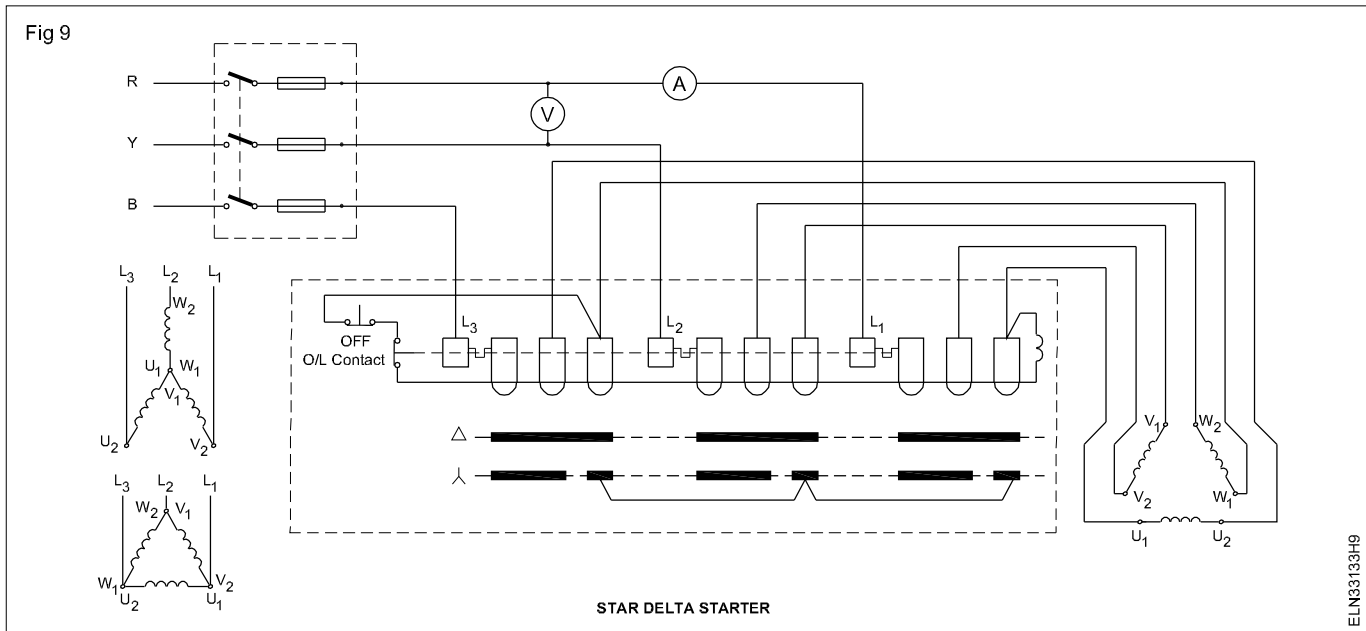 Fig 9
R
A
V
Y
B
L3 L2 L1
W2
U1 W1
V1
U2 V2
L3 L2 L1
W2 V1
W1 V2
U2 U1
OFF
O/L Contact
L3 L2 L1
△
⅄
V1 W2
V2 W1
U1 U2
STAR DELTA STARTER
ELN33133H9